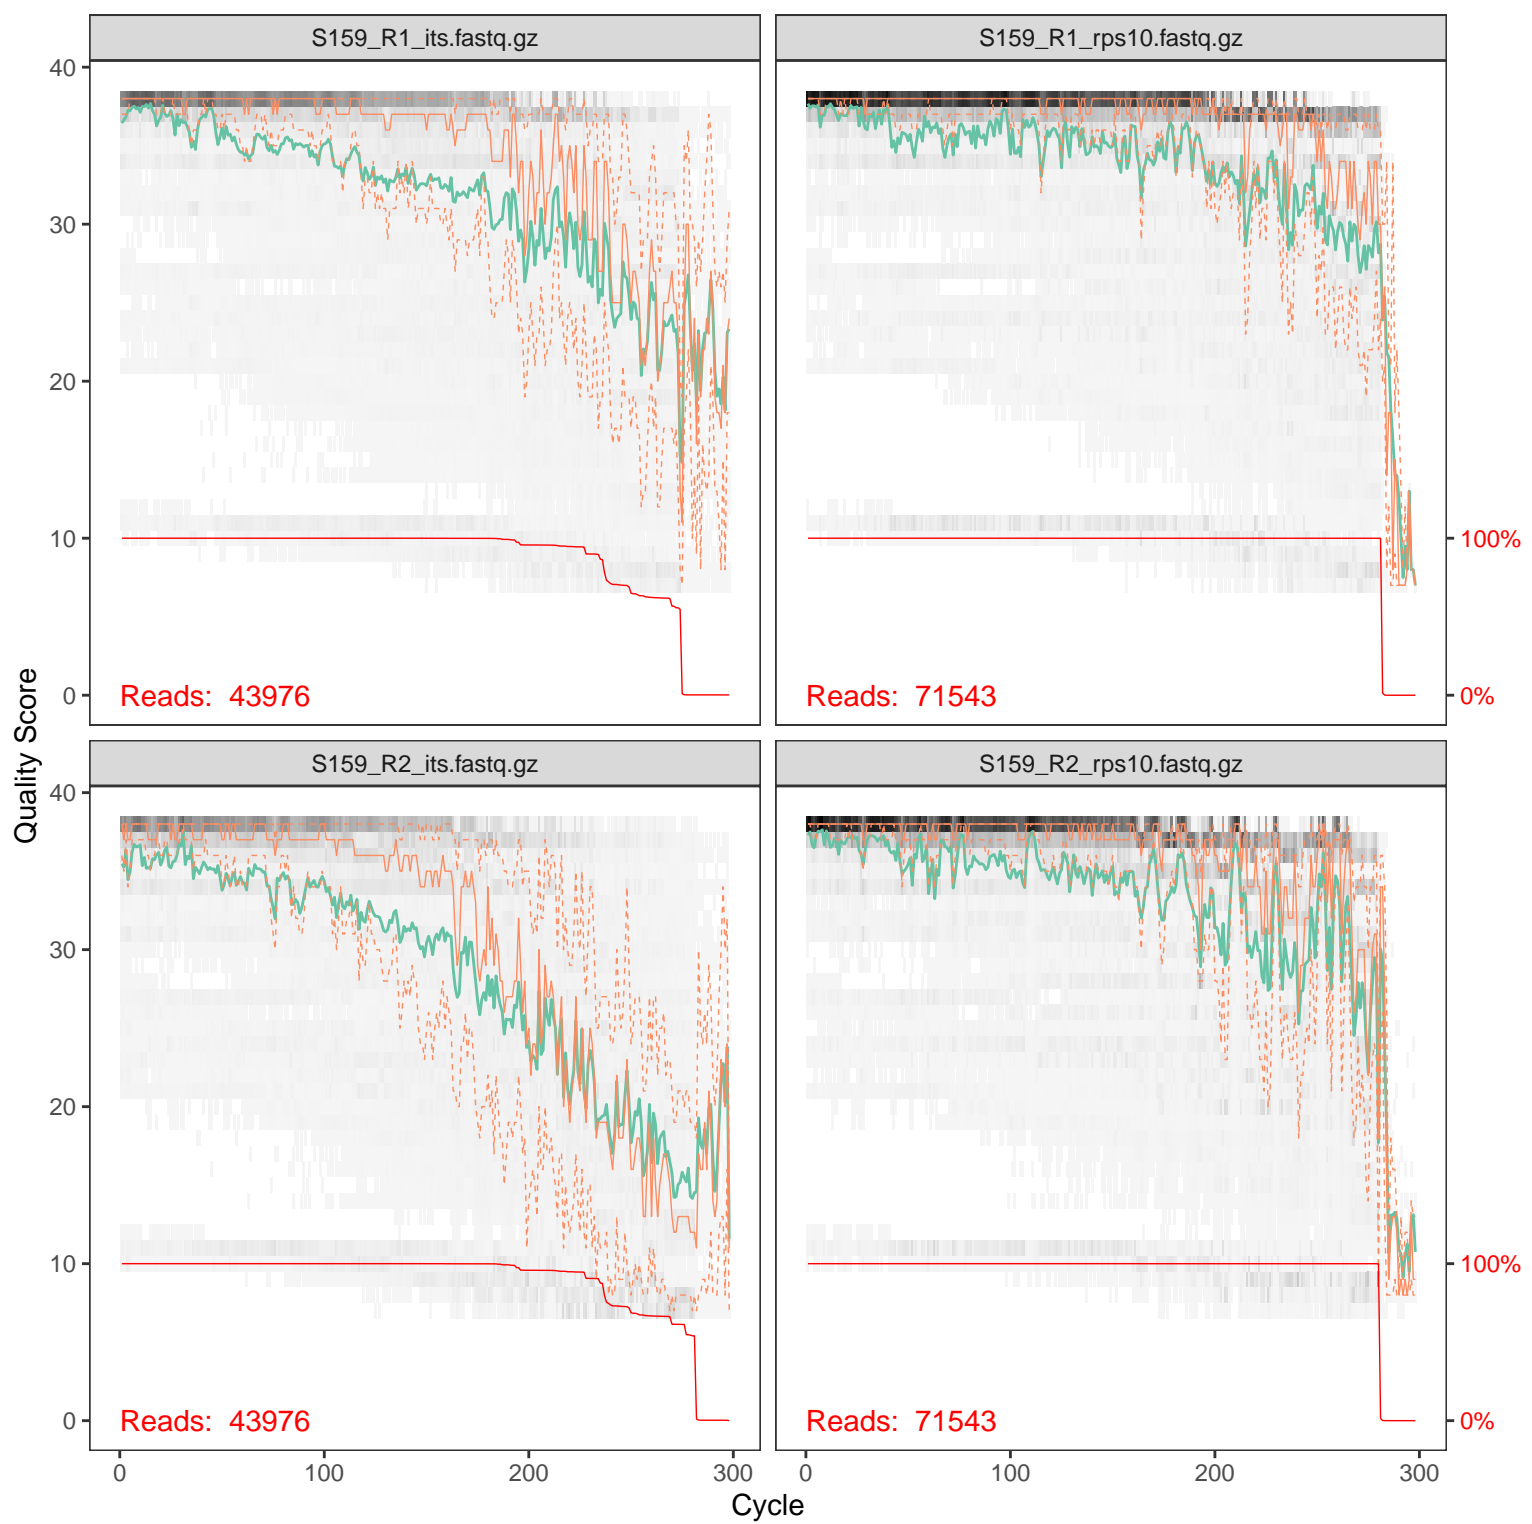 S159_R1_its.fastq.gz
S159_R1_rps10.fastq.gz
40
30
20
10
0
Reads: 43976
Reads: 71543
100%
0%
Quality Score
S159_R2_its.fastq.gz
S159_R2_rps10.fastq.gz
40
30
20
10
0
Reads: 43976
Reads: 71543
100%
0%
0 100 200 300
0 100 200 300
Cycle